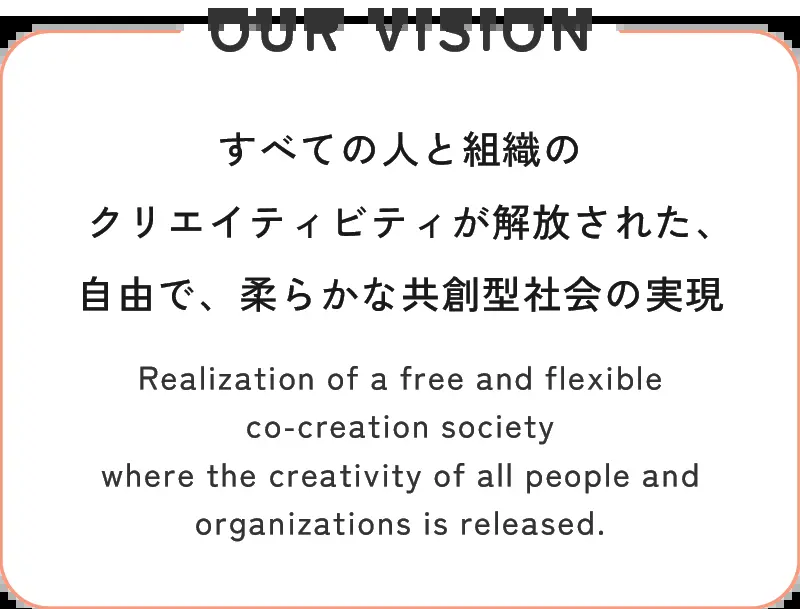 OUR VISION
すべての人と組織の
クリエイティビティが解放された、
自由で、柔らかな共創型社会の実現
Realization of a free and flexible
co-creation society
where the creativity of all people and
organizations is released.